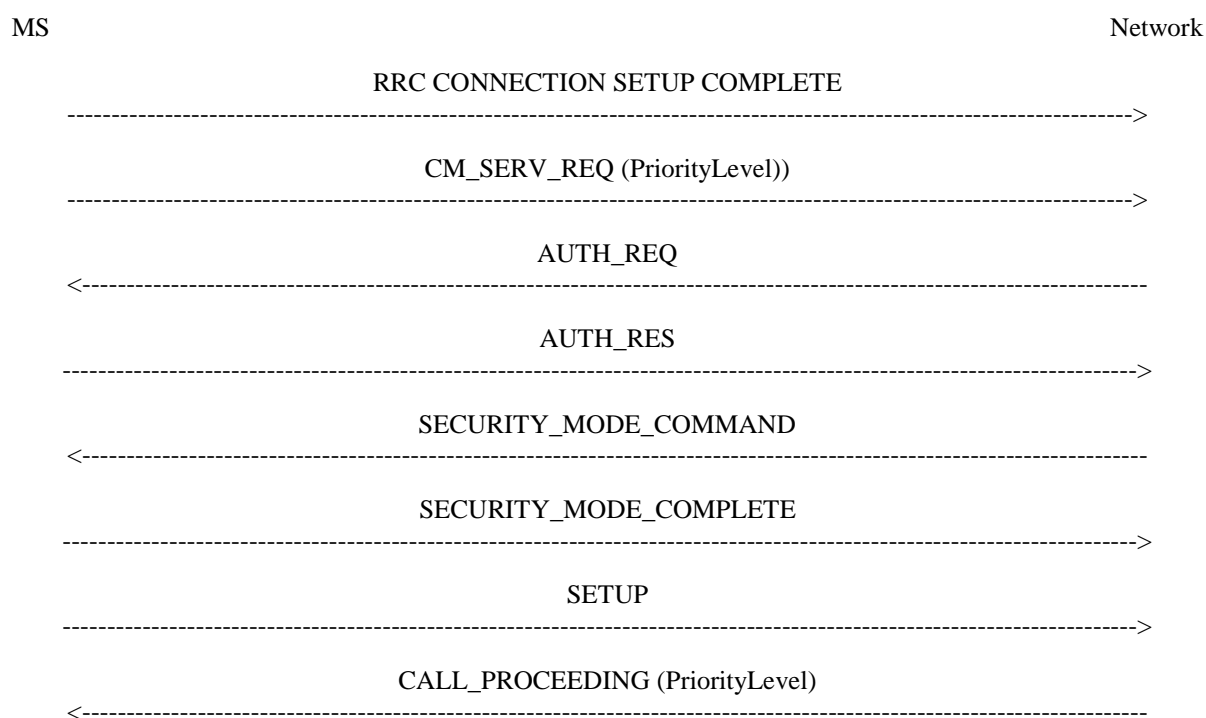 MS Network
RRC CONNECTION SETUP COMPLETE
------------------------------------------------------------------------------------------------------------------------>
CM_SERV_REQ (PriorityLevel))
------------------------------------------------------------------------------------------------------------------------>
AUTH_REQ
<------------------------------------------------------------------------------------------------------------------------
AUTH_RES
------------------------------------------------------------------------------------------------------------------------->
SECURITY_MODE_COMMAND
<------------------------------------------------------------------------------------------------------------------------
SECURITY_MODE_COMPLETE
------------------------------------------------------------------------------------------------------------------------->
SETUP
------------------------------------------------------------------------------------------------------------------------->
CALL_PROCEEDING (PriorityLevel)
<------------------------------------------------------------------------------------------------------------------------